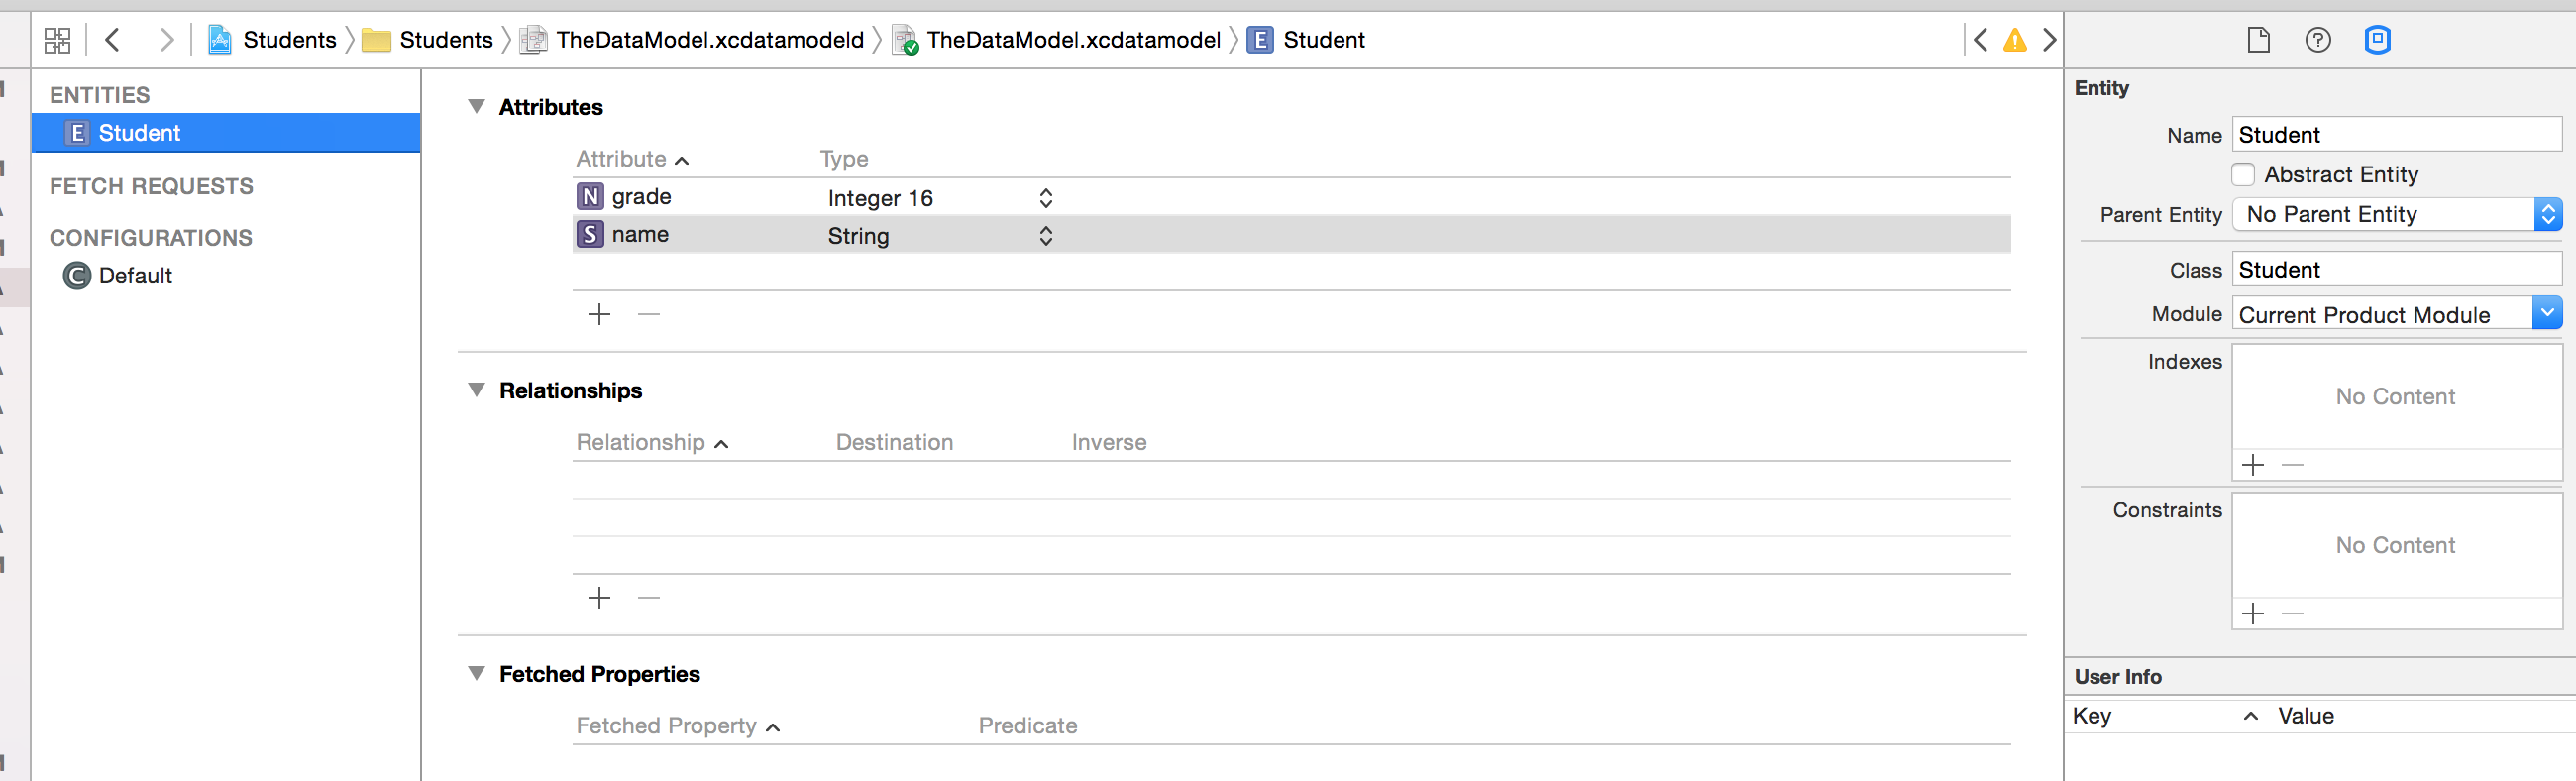 Students Students TheDataModel.xcdatamodeld TheDataModel.xcdatamodel E Student
ENTITIES
E Student
FETCH REQUESTS
CONFIGURATIONS
C Default
Attributes
Attribute Type
N grade Integer 16
S name String
Relationships
Relationship Destination Inverse
Fetched Properties
Fetched Property Predicate
Entity
Name Student
Abstract Entity
Parent Entity No Parent Entity
Class Student
Module Current Product Module
Indexes No Content
Constraints No Content
User Info
Key Value